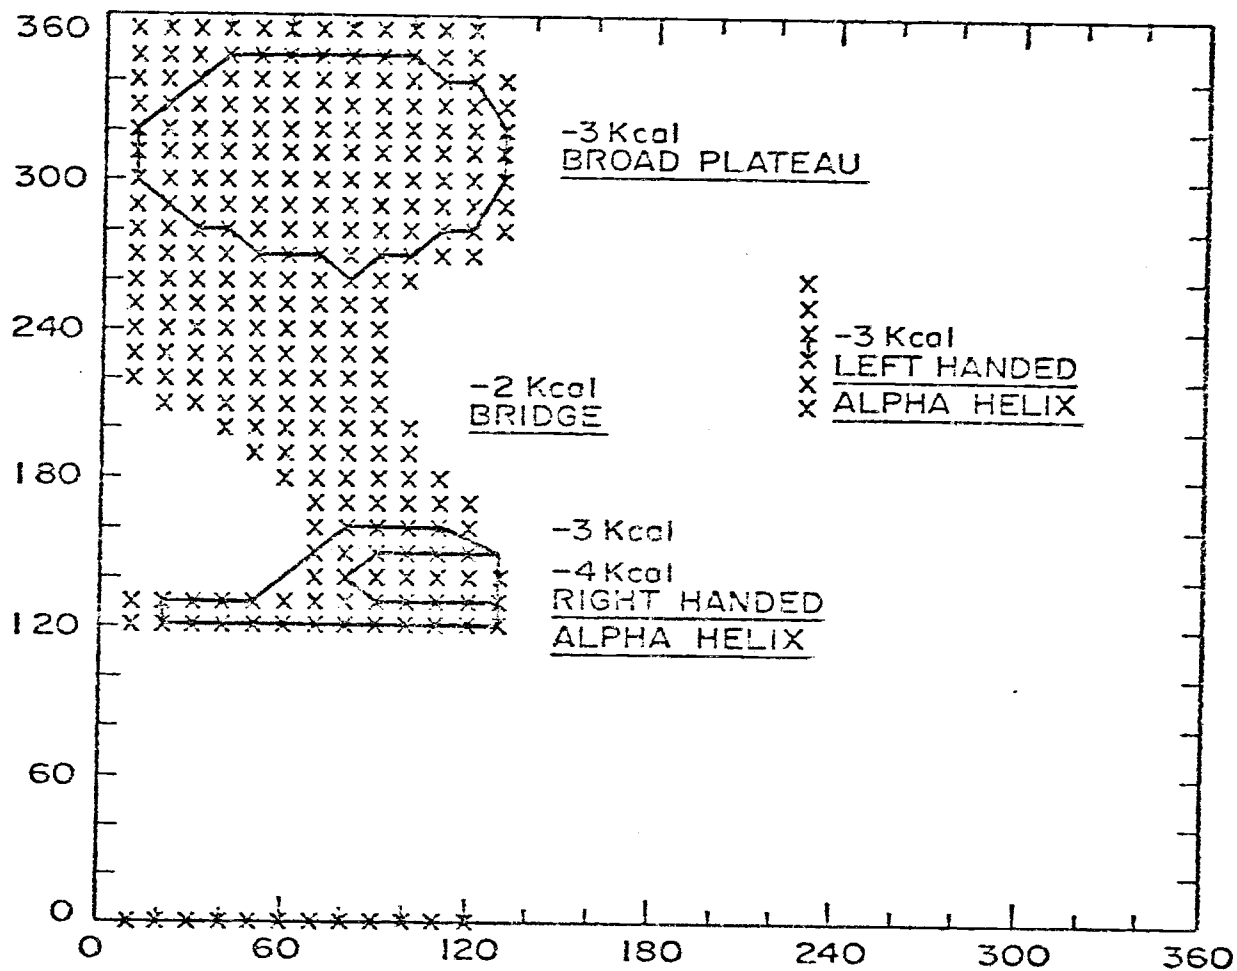 360
300
240
180
120
60
0
-3 Kcal
BROAD PLATEAU
-3 Kcal
LEFT HANDED
ALPHA HELIX
-2 Kcal
BRIDGE
-3 Kcal
-4 Kcal
RIGHT HANDED
ALPHA HELIX
0 60 120 180 240 300 360